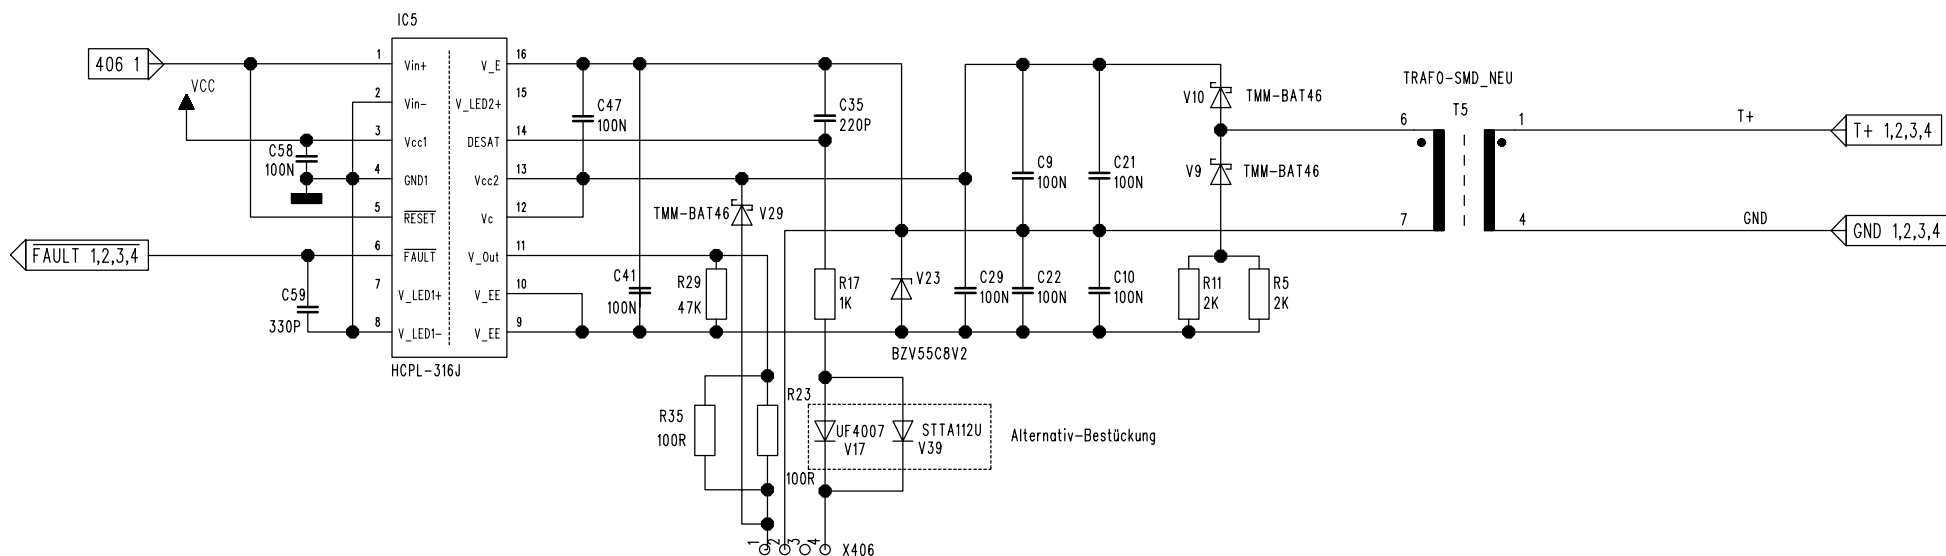 IC5
406 1
VCC
1
Vin+
2
Vin-
3
Vcc1
4
GND1
5
RESET
6
FAULT
7
V_LED1+
8
V_LED1-
V_E
16
V_LED2+
15
DESAT
14
Vcc2
13
Vc
12
V_Out
11
V_EE
10
V_EE
9
HCPL-316J
C58
100N
FAULT 1,2,3,4
C59
330P
C47
100N
C35
220P
TMM-BAT46
V29
C41
100N
R29
47K
R17
1K
V23
BZV55C8V2
C29
100N
C9
100N
C21
100N
C22
100N
C10
100N
V10
TMM-BAT46
V9
TMM-BAT46
R11
2K
R5
2K
TRAFO-SMD_NEU
T5
6
1
7
4
T+
T+ 1,2,3,4
GND
GND 1,2,3,4
R35
100R
R23
100R
UF4007
V17
STTA112U
V39
Alternativ-Bestückung
1
2
3
4
X406